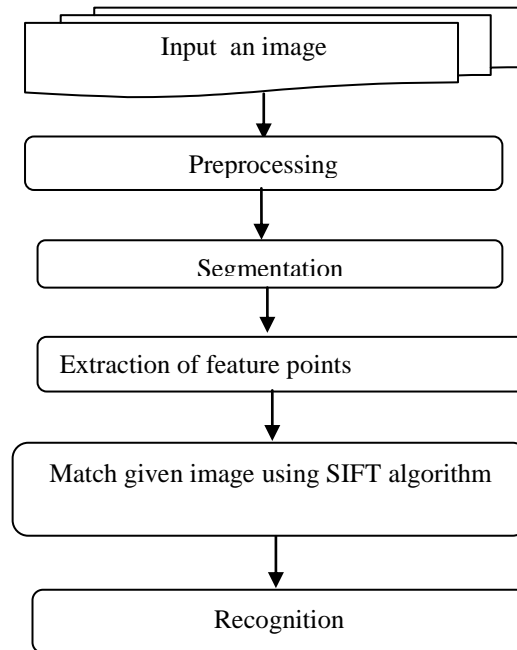 Input an image
Preprocessing
Segmentation
Extraction of feature points
Match given image using SIFT algorithm
Recognition